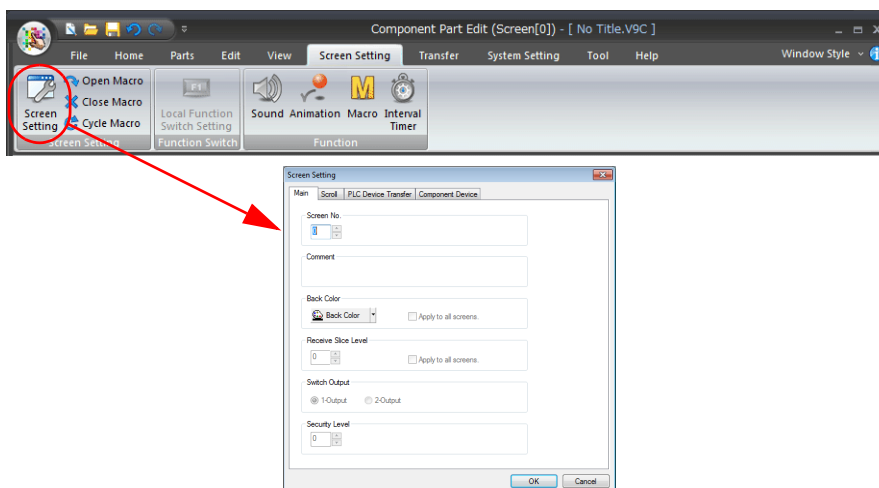 Component Part Edit (Screen[0]) - [ No Title.V9C ]
File Home Parts Edit View Screen Setting Transfer System Setting Tool Help Window Style
Open Macro
Close Macro
Cycle Macro
Screen
Setting
Screen Setting
F1
Local Function
Switch Setting
Function Switch
Sound Animation Macro Interval
Timer
Function
Screen Setting
Main Scroll PLC Device Transfer Component Device
Screen No.
0
Comment
Back Color
Back Color Apply to all screens.
Receive Slice Level
0 Apply to all screens.
Switch Output
1-Output 2-Output
Security Level
0
OK Cancel